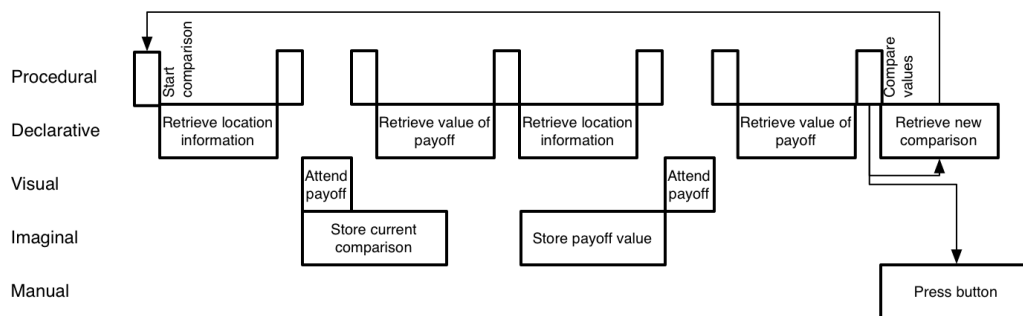 Procedural
Start
comparison
Compare
values
Declarative
Retrieve location
information
Retrieve value of
payoff
Retrieve location
information
Retrieve value of
payoff
Retrieve new
comparison
Visual
Attend
payoff
Attend
payoff
Imaginal
Store current
comparison
Store payoff value
Manual
Press button